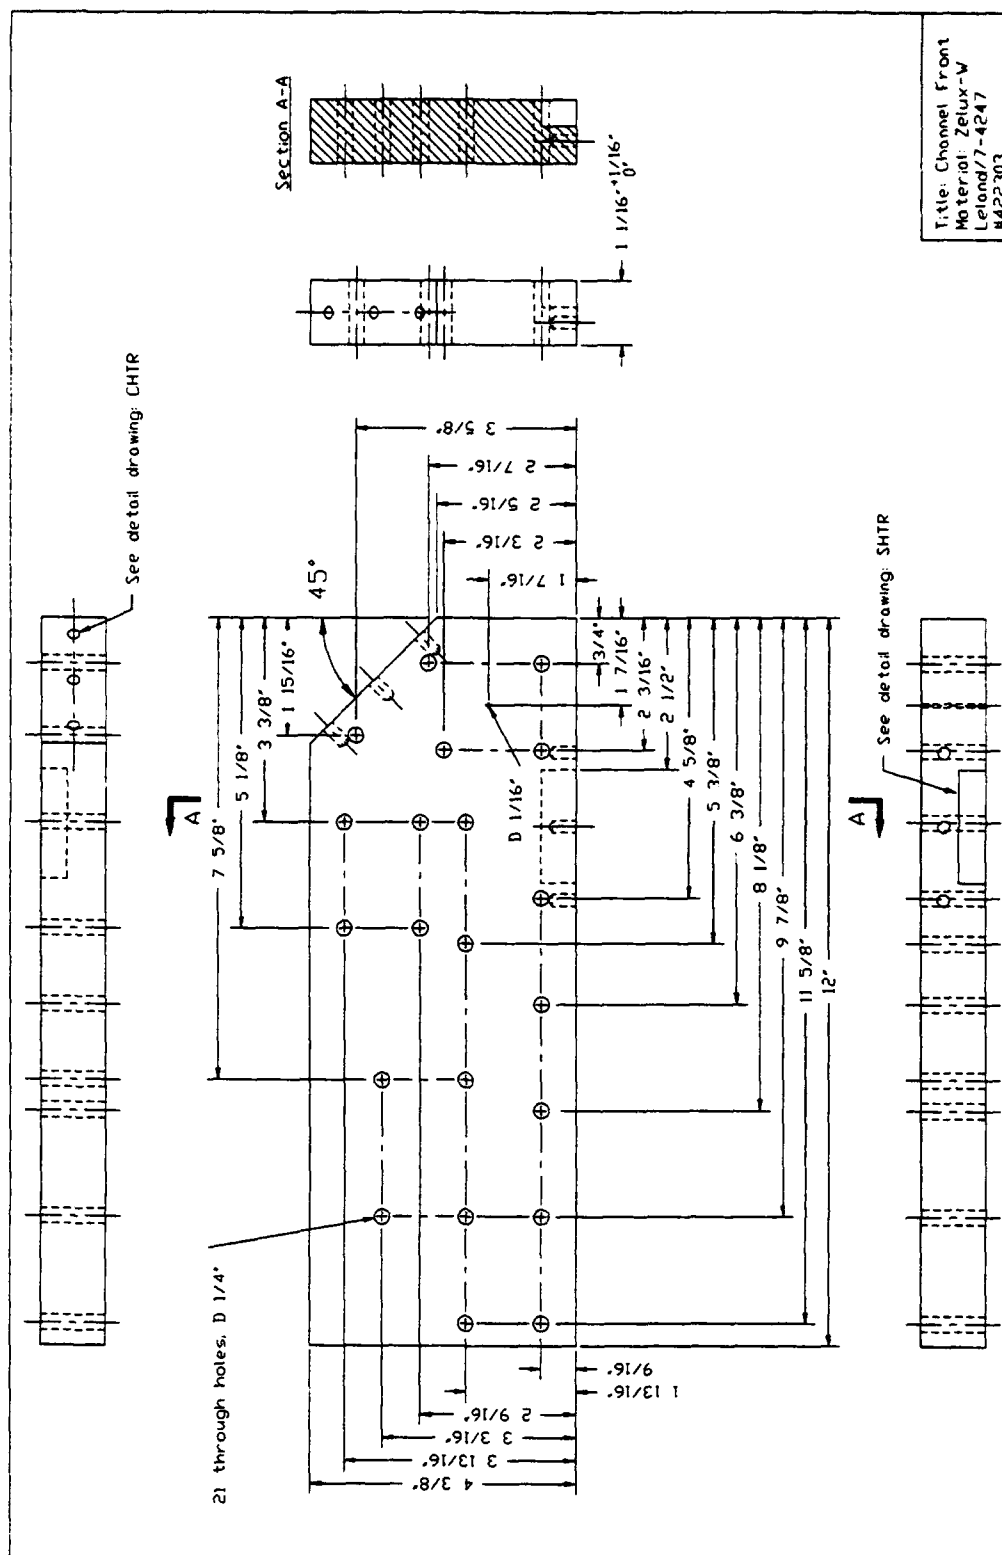 Section A-A
1 1/16" +1/16"
0"
Title: Channel Front
Material: Zelux-W
Leland/7-4247
#422303
See detail drawing: CHTR
3 5/8"
2 7/16"
2 5/16"
2 3/16"
1 7/16"
45°
1 15/16"
3 3/8"
5 1/8"
7 5/8"
A
3/4"
1 7/16"
2 3/16"
2 1/2"
4 5/8"
5 3/8"
6 3/8"
8 1/8"
9 7/8"
11 5/8"
12"
D 1/16"
A
See detail drawing: SHTR
21 through holes, D 1/4"
9/16"
1 13/16"
2 9/16"
3 3/16"
3 13/16"
4 3/8"